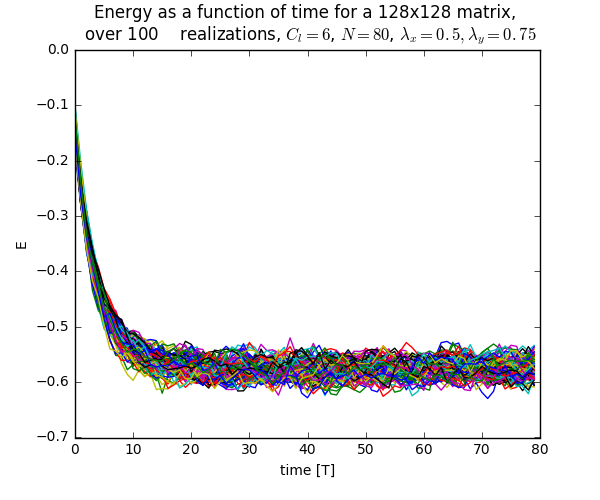 Energy as a function of time for a 128x128 matrix,
over 100    realizations, $C_l = 6$, $N = 80$, $\lambda_x = 0.5, \lambda_y = 0.75$
0.0
−0.1
−0.2
−0.3
−0.4
−0.5
−0.6
−0.7
E
0 10 20 30 40 50 60 70 80
time [T]